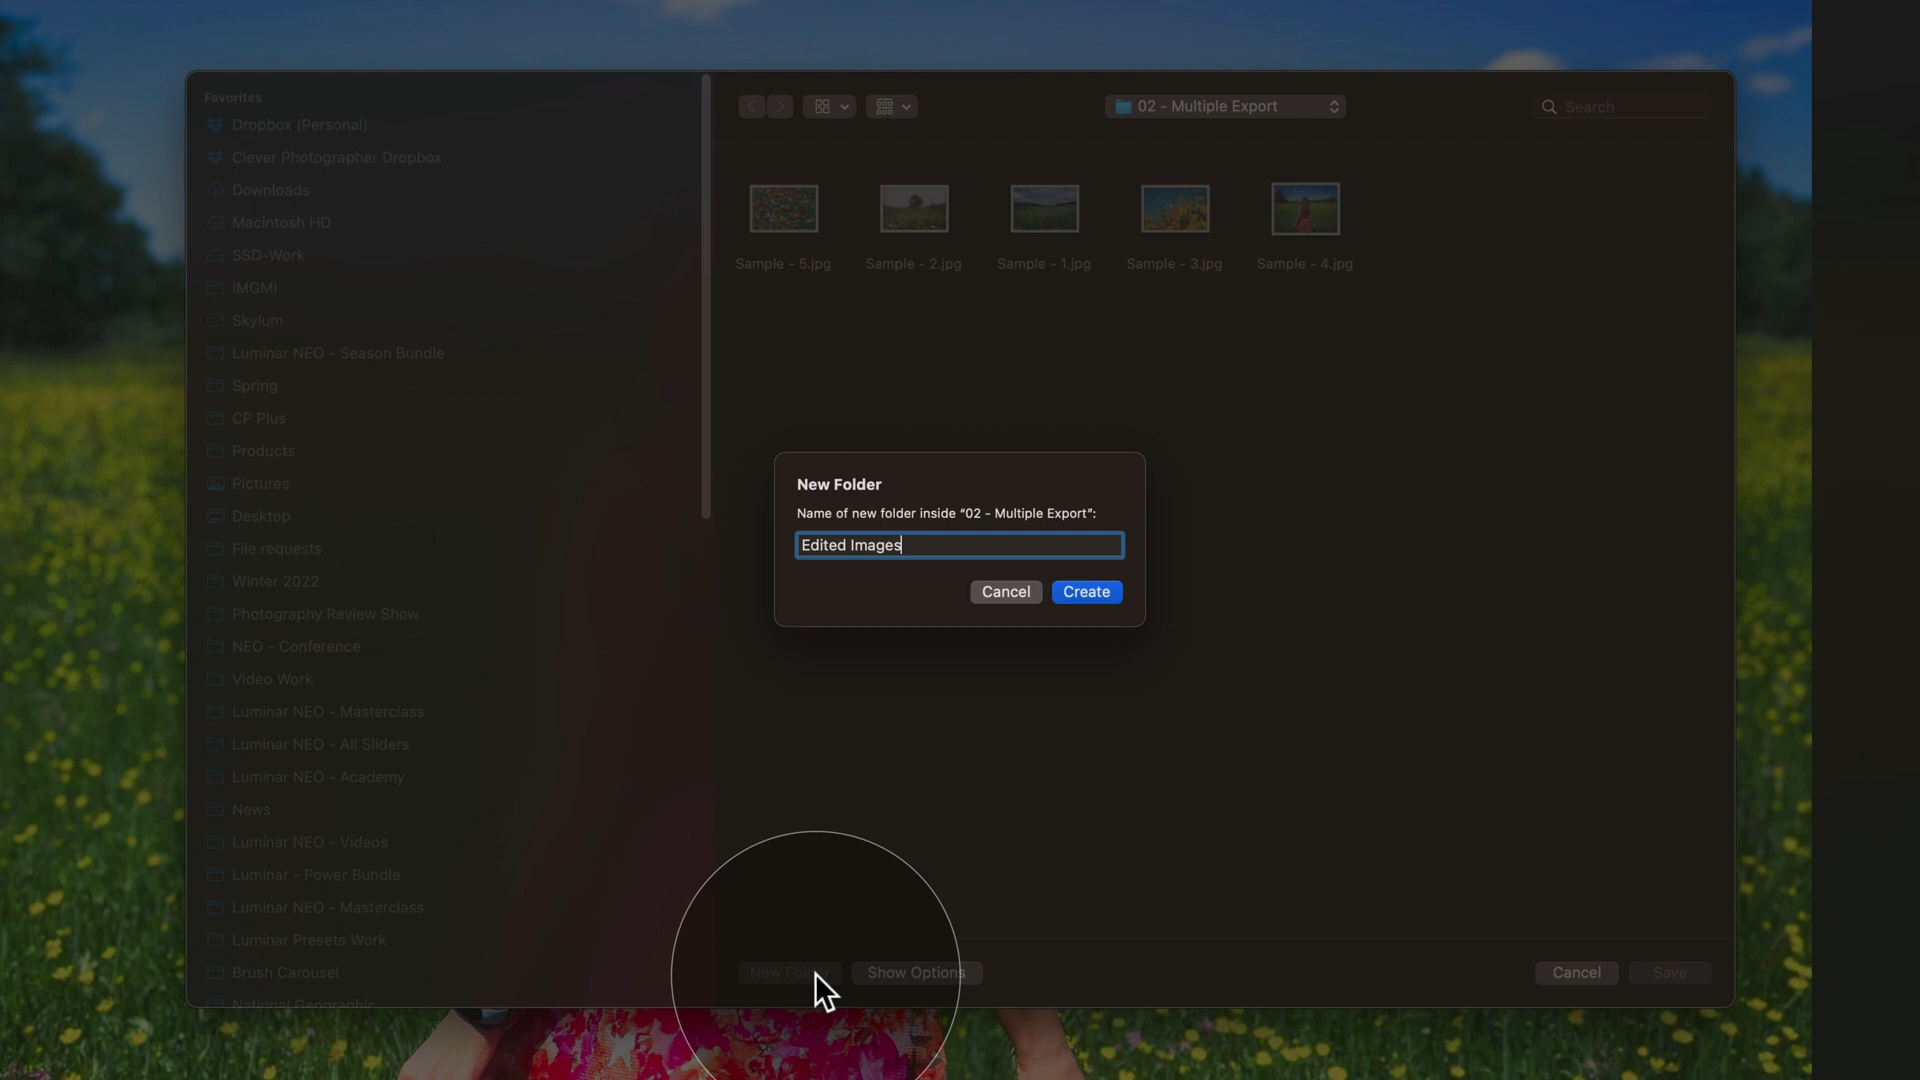 Favorites
Dropbox (Personal)
Clever Photographer Dropbox
Downloads
Macintosh HD
SSD-Work
IMGMI
Skylum
Luminar NEO - Season Bundle
Spring
CP Plus
Products
Pictures
Desktop
File requests
Winter 2022
Photography Review Show
NEO - Conference
Video Work
Luminar NEO - Masterclass
Luminar NEO - All Sliders
Luminar NEO - Academy
News
Luminar NEO - Videos
Luminar - Power Bundle
Luminar NEO - Masterclass
Luminar Presets Work
Brush Carousel
National Geographic
02 - Multiple Export
Search
Sample - 5.jpg
Sample - 2.jpg
Sample - 1.jpg
Sample - 3.jpg
Sample - 4.jpg
New Folder
Name of new folder inside “02 - Multiple Export”:
Edited Images
Cancel
Create
New Folder
Show Options
Cancel
Save